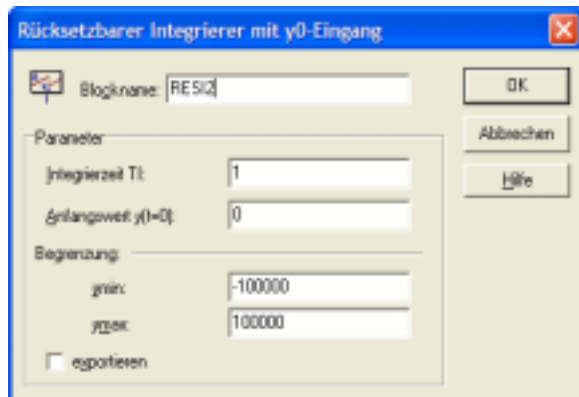 Rücksetzbarer Integrierer mit y0-Eingang
Blockname: RESI2
OK
Abbrechen
Hilfe
Parameter
Integrierzeit TI: 1
Anfangswert y(t=0): 0
Begrenzung:
ymin: -100000
ymax: 100000
exportieren